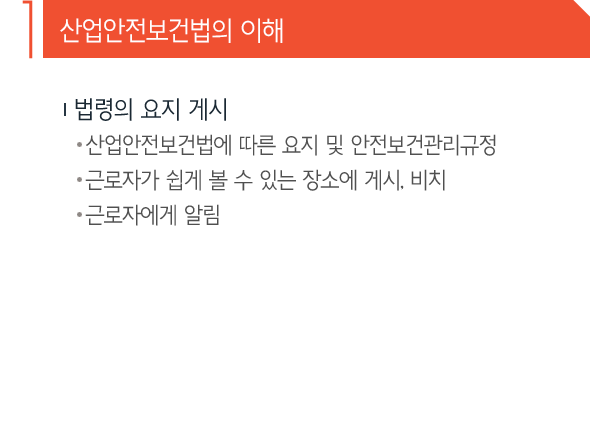 1 산업안전보건법의 이해
법령의 요지 게시
•산업안전보건법에 따른 요지 및 안전보건관리규정
•근로자가 쉽게 볼 수 있는 장소에 게시, 비치
•근로자에게 알림